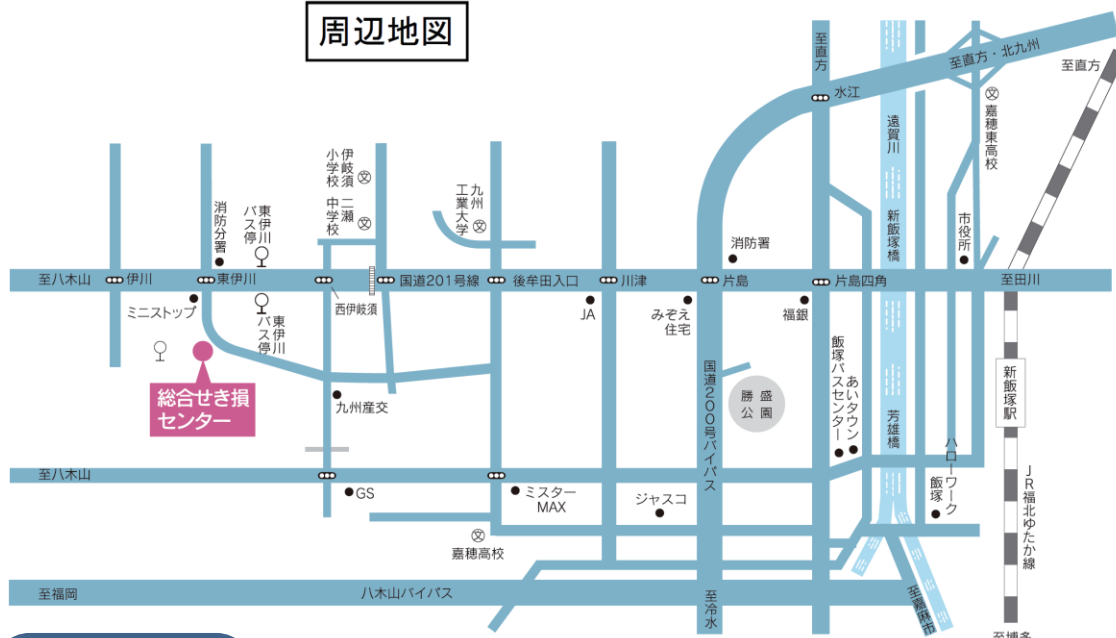 周辺地図
至直方
至直方・北九州
至直方
水江
遠賀川
嘉穂東高校
伊岐須
小学校
二瀬
中学校
九州
工業大学
消防分署
東伊川
バス停
新飯塚橋
市役所
消防署
至八木山
伊川
東伊川
国道201号線
後牟田入口
川津
片島
片島四角
至田川
ミニストップ
東伊川
バス停
西伊岐須
JA
みぞえ
住宅
福銀
総合せき損
センター
九州産交
国道200号バイパス
勝盛
公園
飯塚バスセンター
あいタウン
芳雄橋
新飯塚駅
至八木山
GS
ミスター
MAX
ジャスコ
ハローワーク
飯塚
JR福北ゆたか線
嘉穂高校
至福岡
八木山バイパス
至冷水
至嘉麻市
至博多